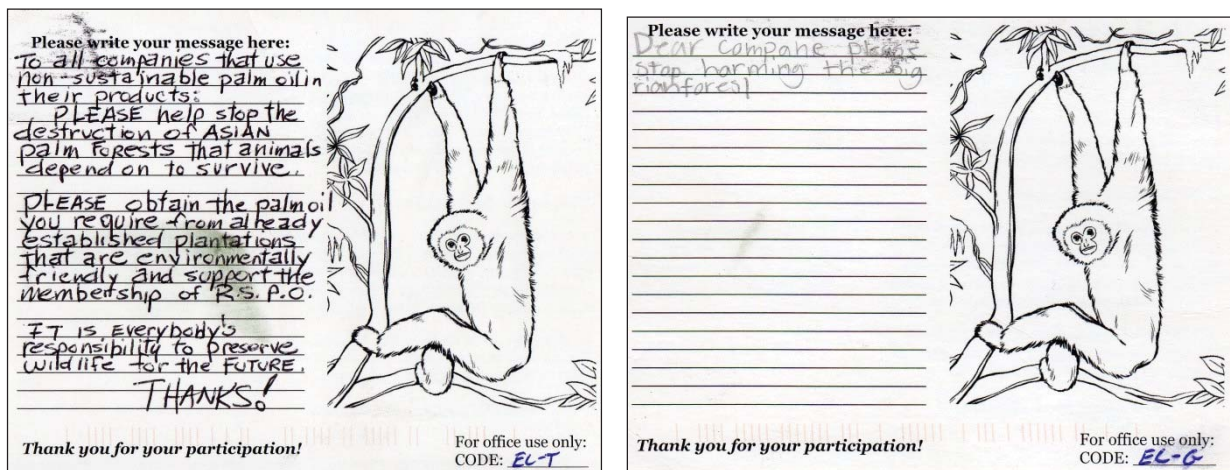 Please write your message here:
To all companies that use
non-sustainable palm oil in
their products:
PLEASE help stop the
destruction of ASIAN
palm Forests that animals
depend on to survive.
PLEASE obtain the palm oil
you require from already
established plantations
that are environmentally
friendly and support the
membership of R.S.P.O.
IT is Everybody's
responsibility to preserve
wildlife for the FUTURE.
THANKS!
Thank you for your participation!
For office use only:
CODE: EL-T
Please write your message here:
Dear compane
stop harming the big
rianforest
Thank you for your participation!
For office use only:
CODE: EL-G